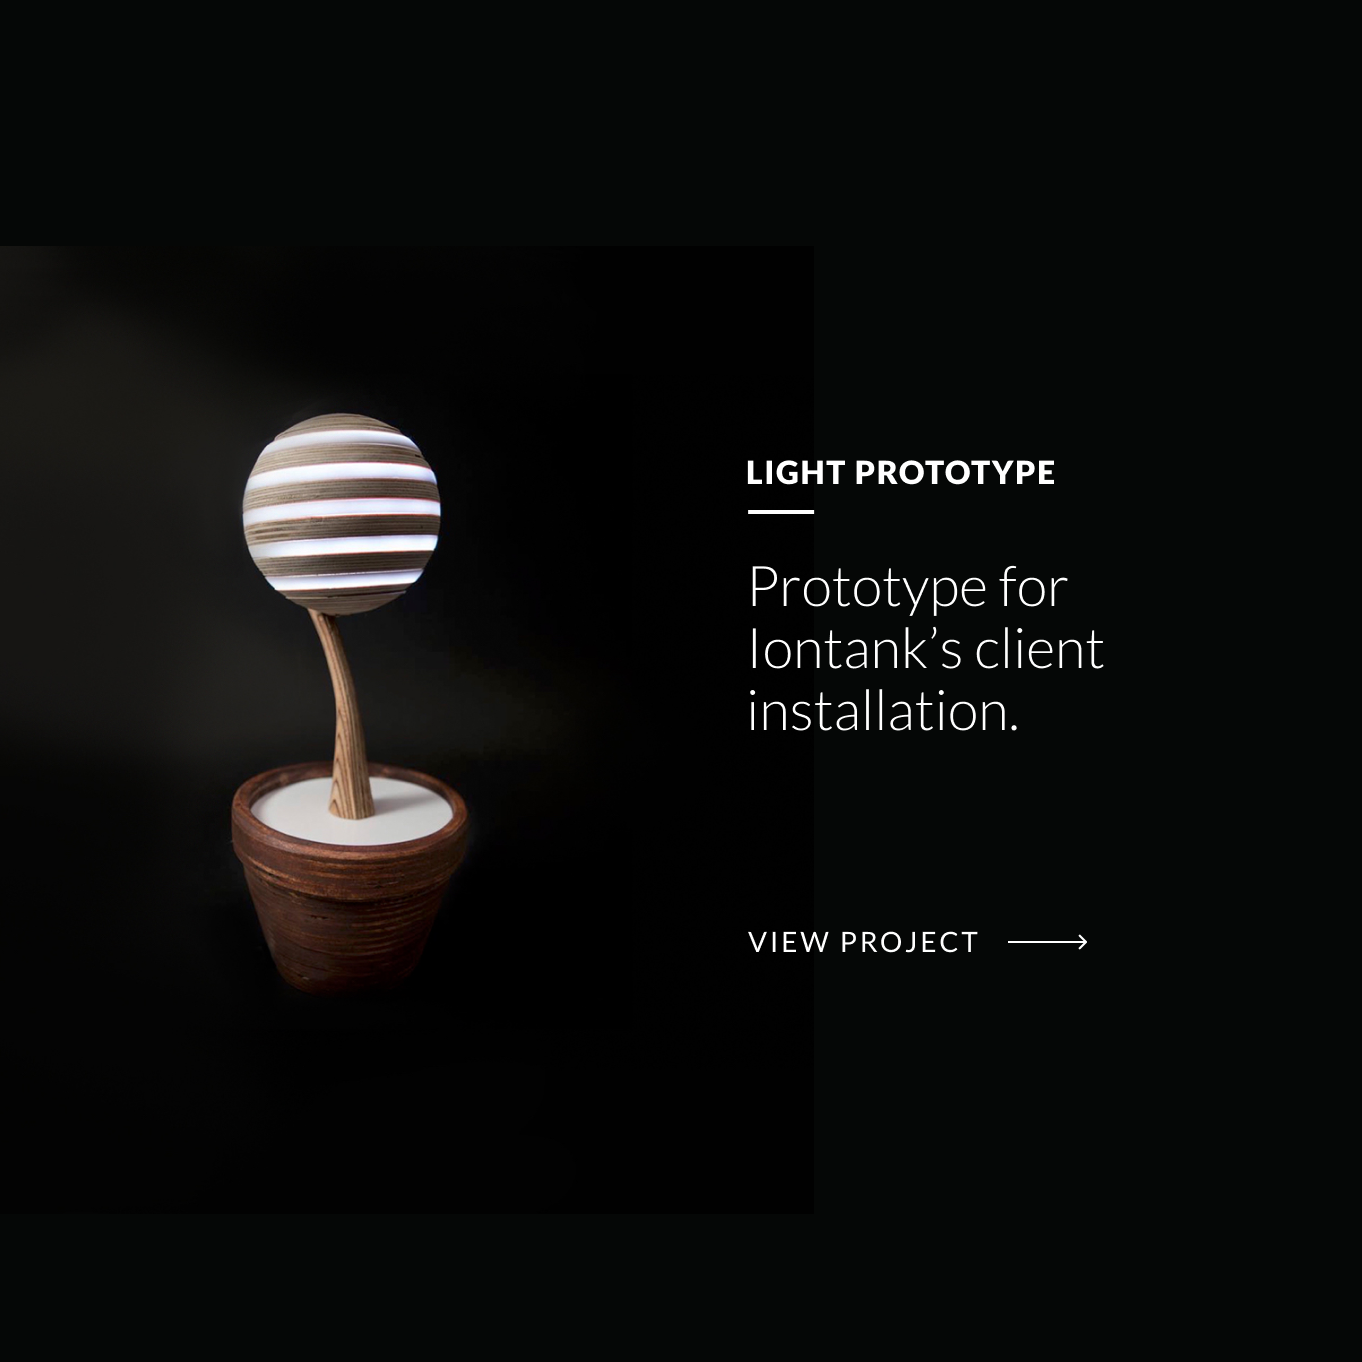 LIGHT PROTOTYPE
Prototype for
Iontank’s client
installation.
VIEW PROJECT